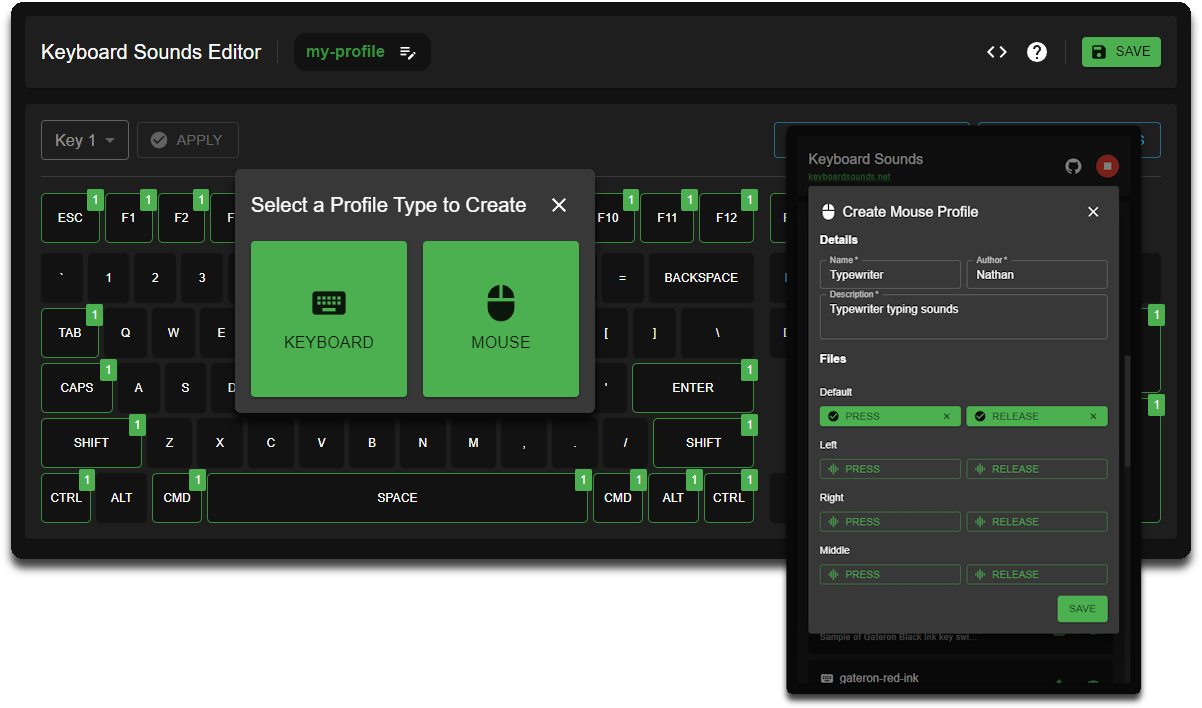 Keyboard Sounds Editor
my-profile
SAVE
Key 1
APPLY
S
ESC 1 F1 1 F2 1 F F10 1 F11 1 F12 1
` 1 2 3 = BACKSPACE
TAB 1 Q W E [ ] \
CAPS 1 A S D ' ENTER 1
SHIFT 1 Z X C V B N M , . / SHIFT 1
CTRL 1 ALT CMD 1 SPACE 1 CMD 1 ALT 1 CTRL 1
1
1
Select a Profile Type to Create
KEYBOARD
MOUSE
Keyboard Sounds
keyboardsounds.net
Create Mouse Profile
Details
Name *
Typewriter
Author *
Nathan
Description *
Typewriter typing sounds
Files
Default
PRESS RELEASE
Left
PRESS RELEASE
Right
PRESS RELEASE
Middle
PRESS RELEASE
SAVE
Sample of Gateron Black Ink key swi...
gateron-red-ink